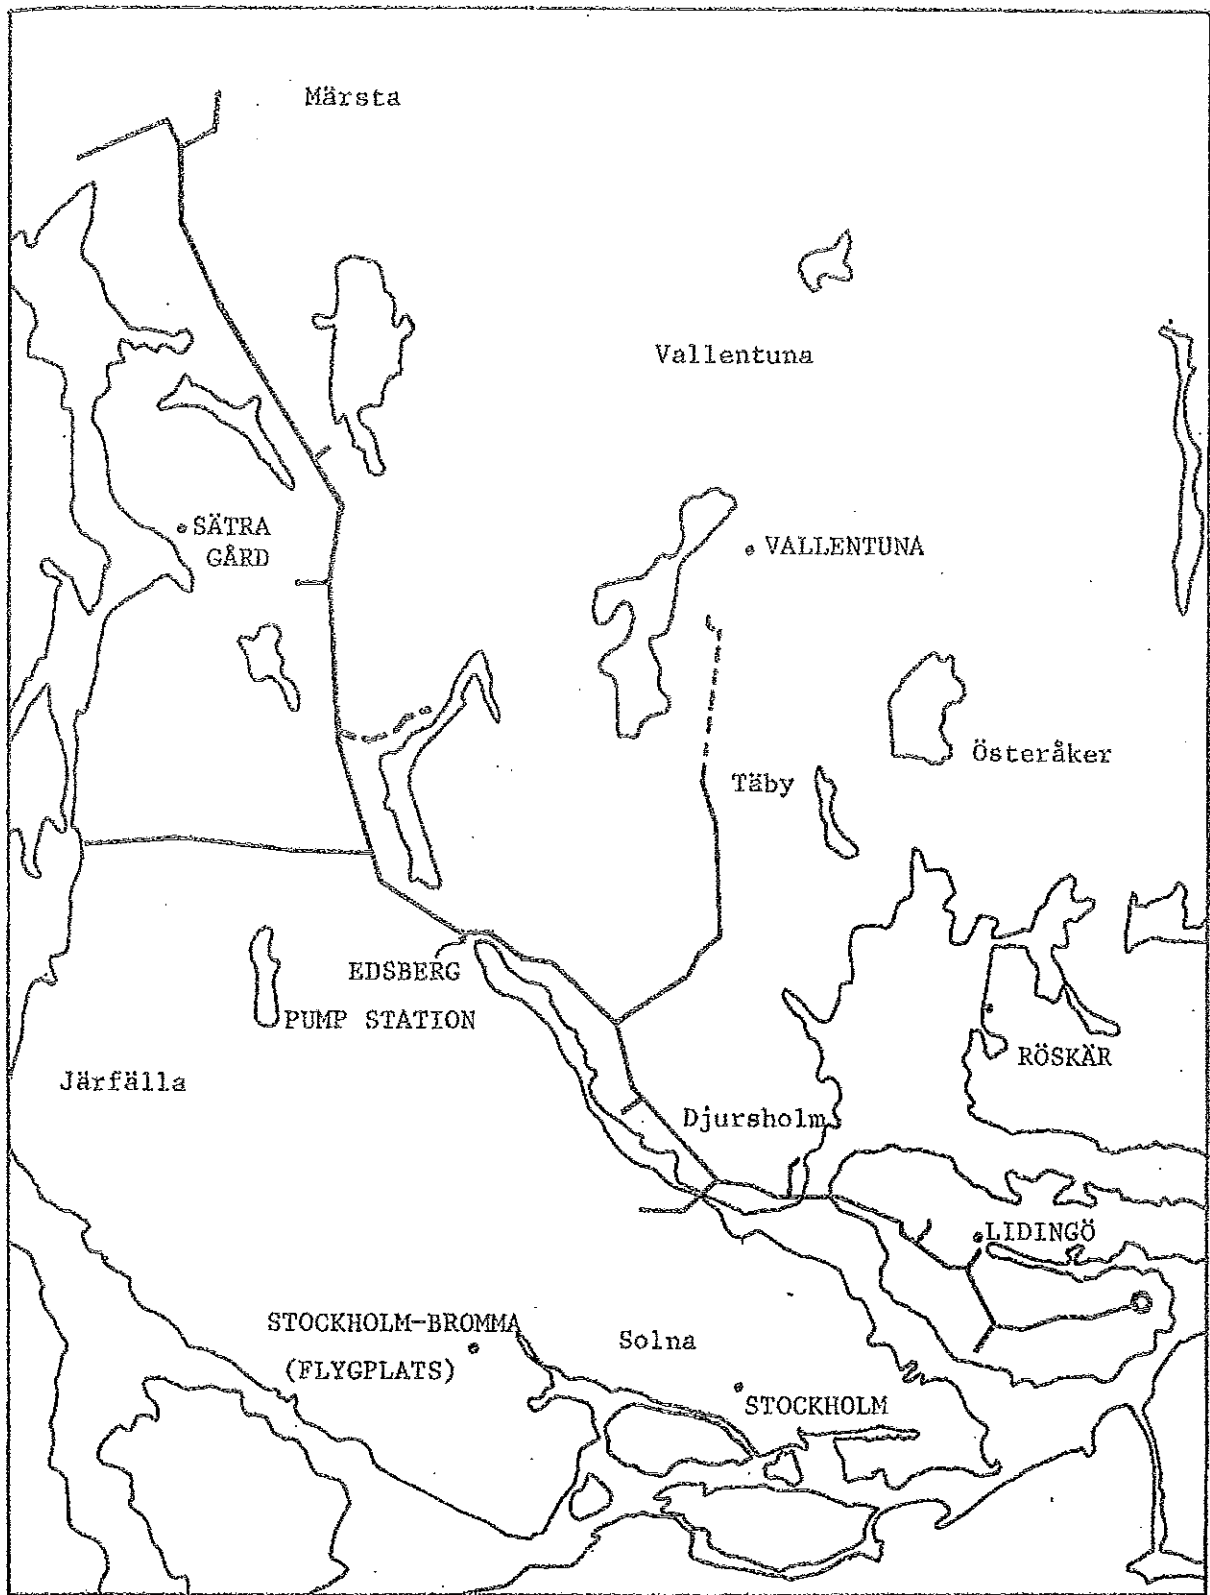 Märsta
Vallentuna
SÄTRA
GÅRD
VALLENTUNA
Österåker
Täby
EDSBERG
PUMP STATION
RÖSKÄR
Järfälla
Djursholm
LIDINGÖ
STOCKHOLM-BROMMA
(FLYGPLATS)
Solna
STOCKHOLM